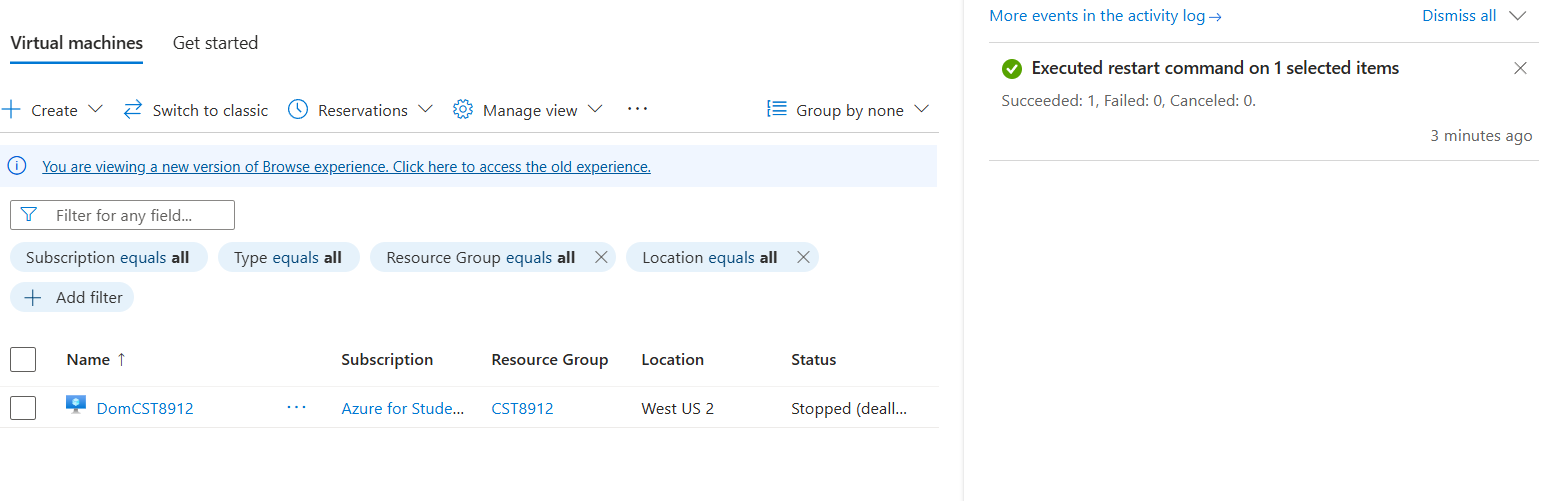 More events in the activity log→ Dismiss all
Virtual machines Get started
Executed restart command on 1 selected items
Succeeded: 1, Failed: 0, Canceled: 0.
3 minutes ago
Create Switch to classic Reservations Manage view ··· Group by none
You are viewing a new version of Browse experience. Click here to access the old experience.
Filter for any field...
Subscription equals all Type equals all Resource Group equals all Location equals all
Add filter
Name ↑ Subscription Resource Group Location Status
DomCST8912 ··· Azure for Stude... CST8912 West US 2 Stopped (deall...